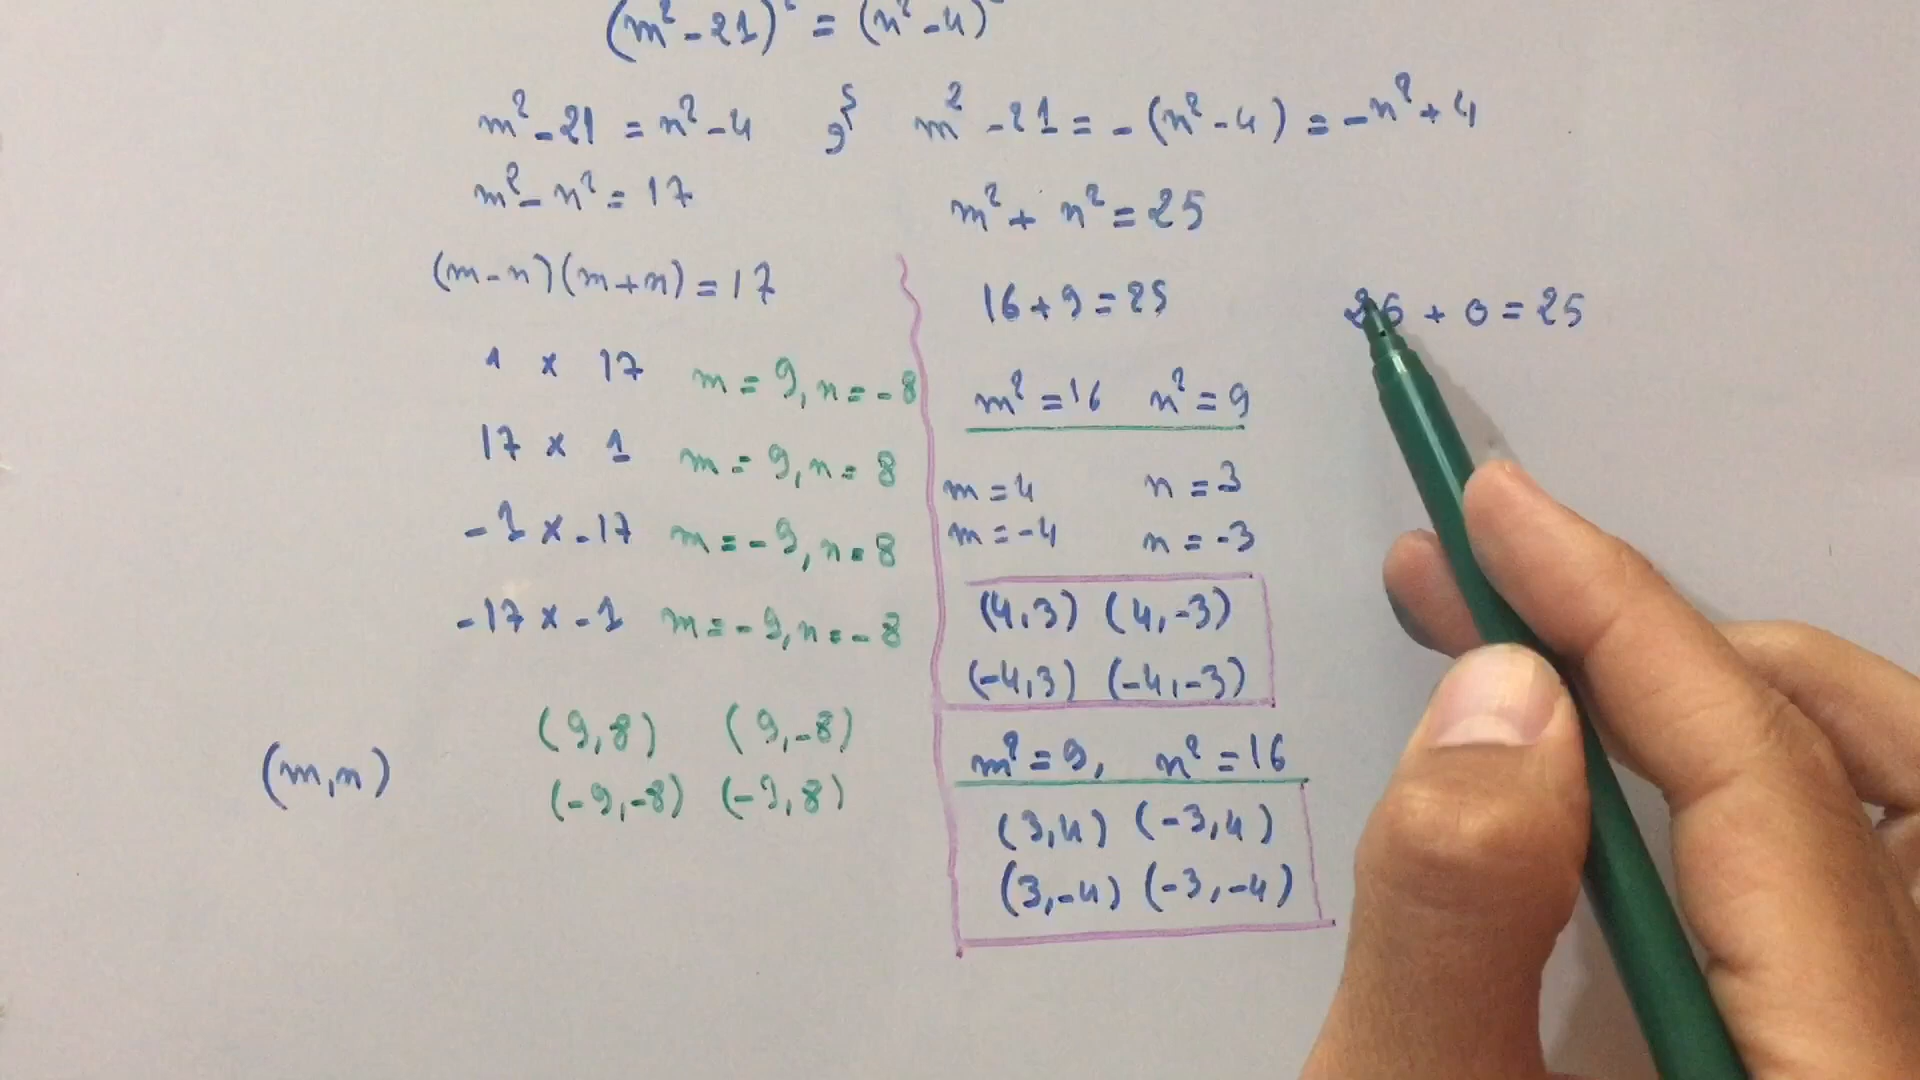 (m²-21)² = (n²-4)²
m²-21 = n²-4 ; m²-21 = -(n²-4) = -n²+4
m²-n² = 17
m²+n² = 25
(m-n)(m+n) = 17
16+9 = 25
25+0 = 25
1 x 17 m = 9, n = -8
17 x 1 m = 9, n = 8
-1 x -17 m = -9, n = 8
-17 x -1 m = -9, n = -8
(m,n)
(9,8) (9,-8)
(-9,-8) (-9,8)
m² = 16 n² = 9
m = 4 n = 3
m = -4 n = -3
(4,3) (4,-3)
(-4,3) (-4,-3)
m² = 9, n² = 16
(3,4) (-3,4)
(3,-4) (-3,-4)